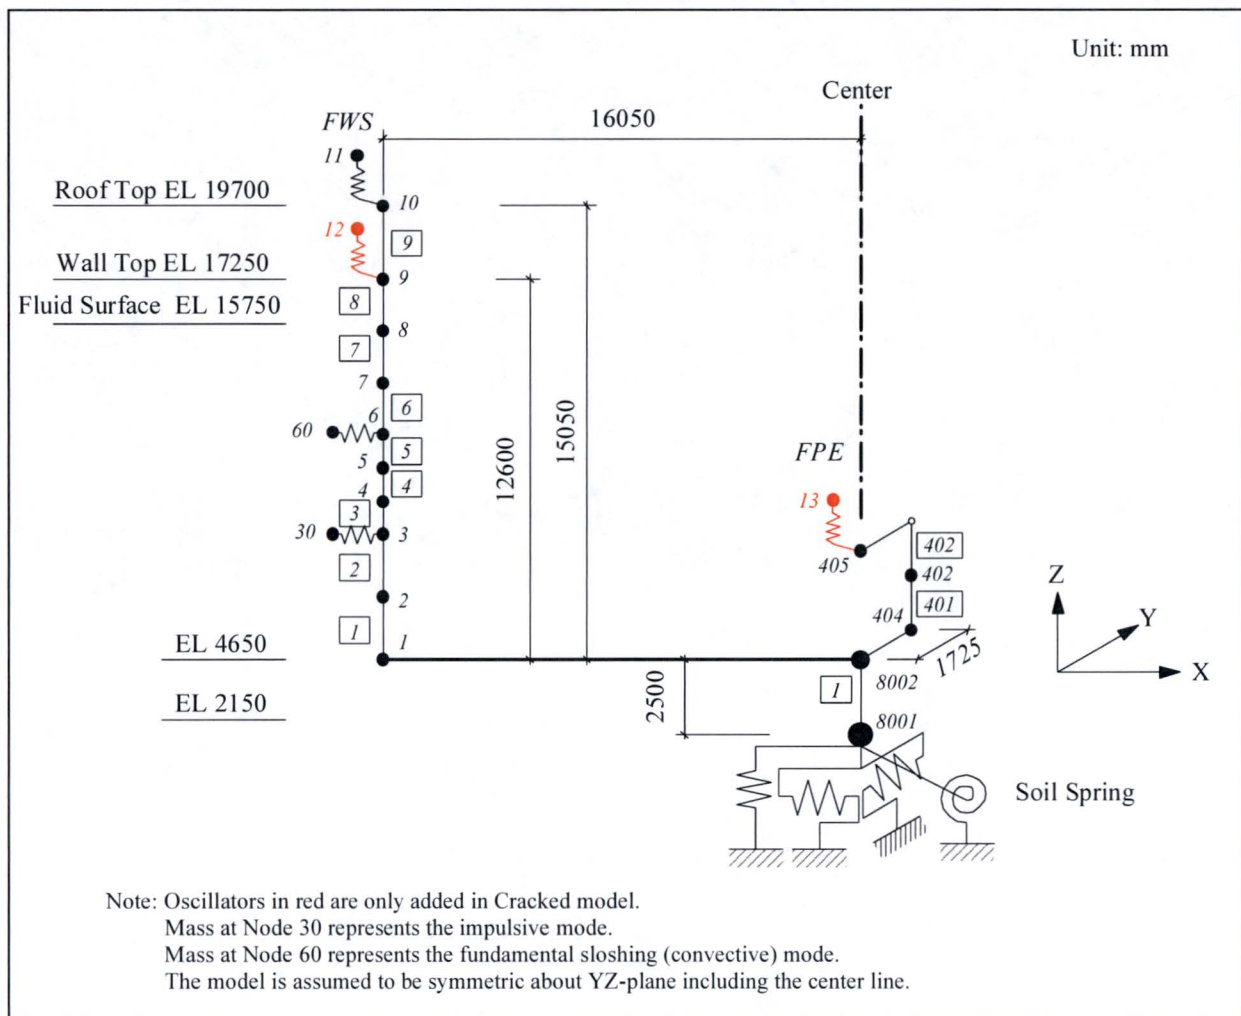 Unit: mm
Center
FWS
16050
11
Roof Top EL 19700
10
12
9
Wall Top EL 17250
9
8
Fluid Surface EL 15750
8
7
7
6
6
60
5
5
4
4
3
30
3
2
2
1
1
12600
15050
FPE
13
405
402
402
401
404
1725
Z
Y
X
EL 4650
EL 2150
2500
1
8002
8001
Soil Spring
Note: Oscillators in red are only added in Cracked model.
Mass at Node 30 represents the impulsive mode.
Mass at Node 60 represents the fundamental sloshing (convective) mode.
The model is assumed to be symmetric about YZ-plane including the center line.